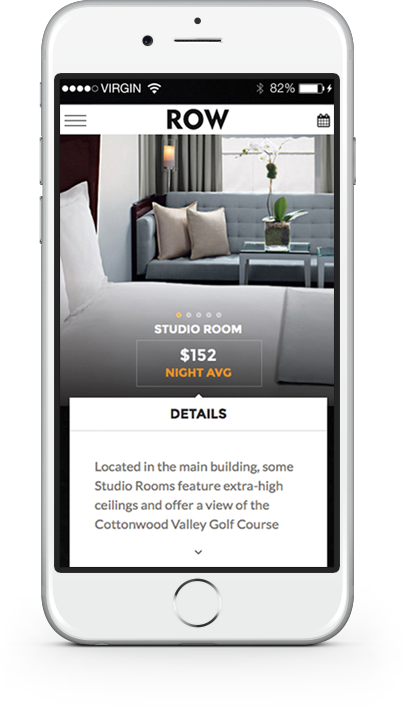 VIRGIN 82%
ROW
STUDIO ROOM
$152
NIGHT AVG
DETAILS
Located in the main building, some
Studio Rooms feature extra-high
ceilings and offer a view of the
Cottonwood Valley Golf Course